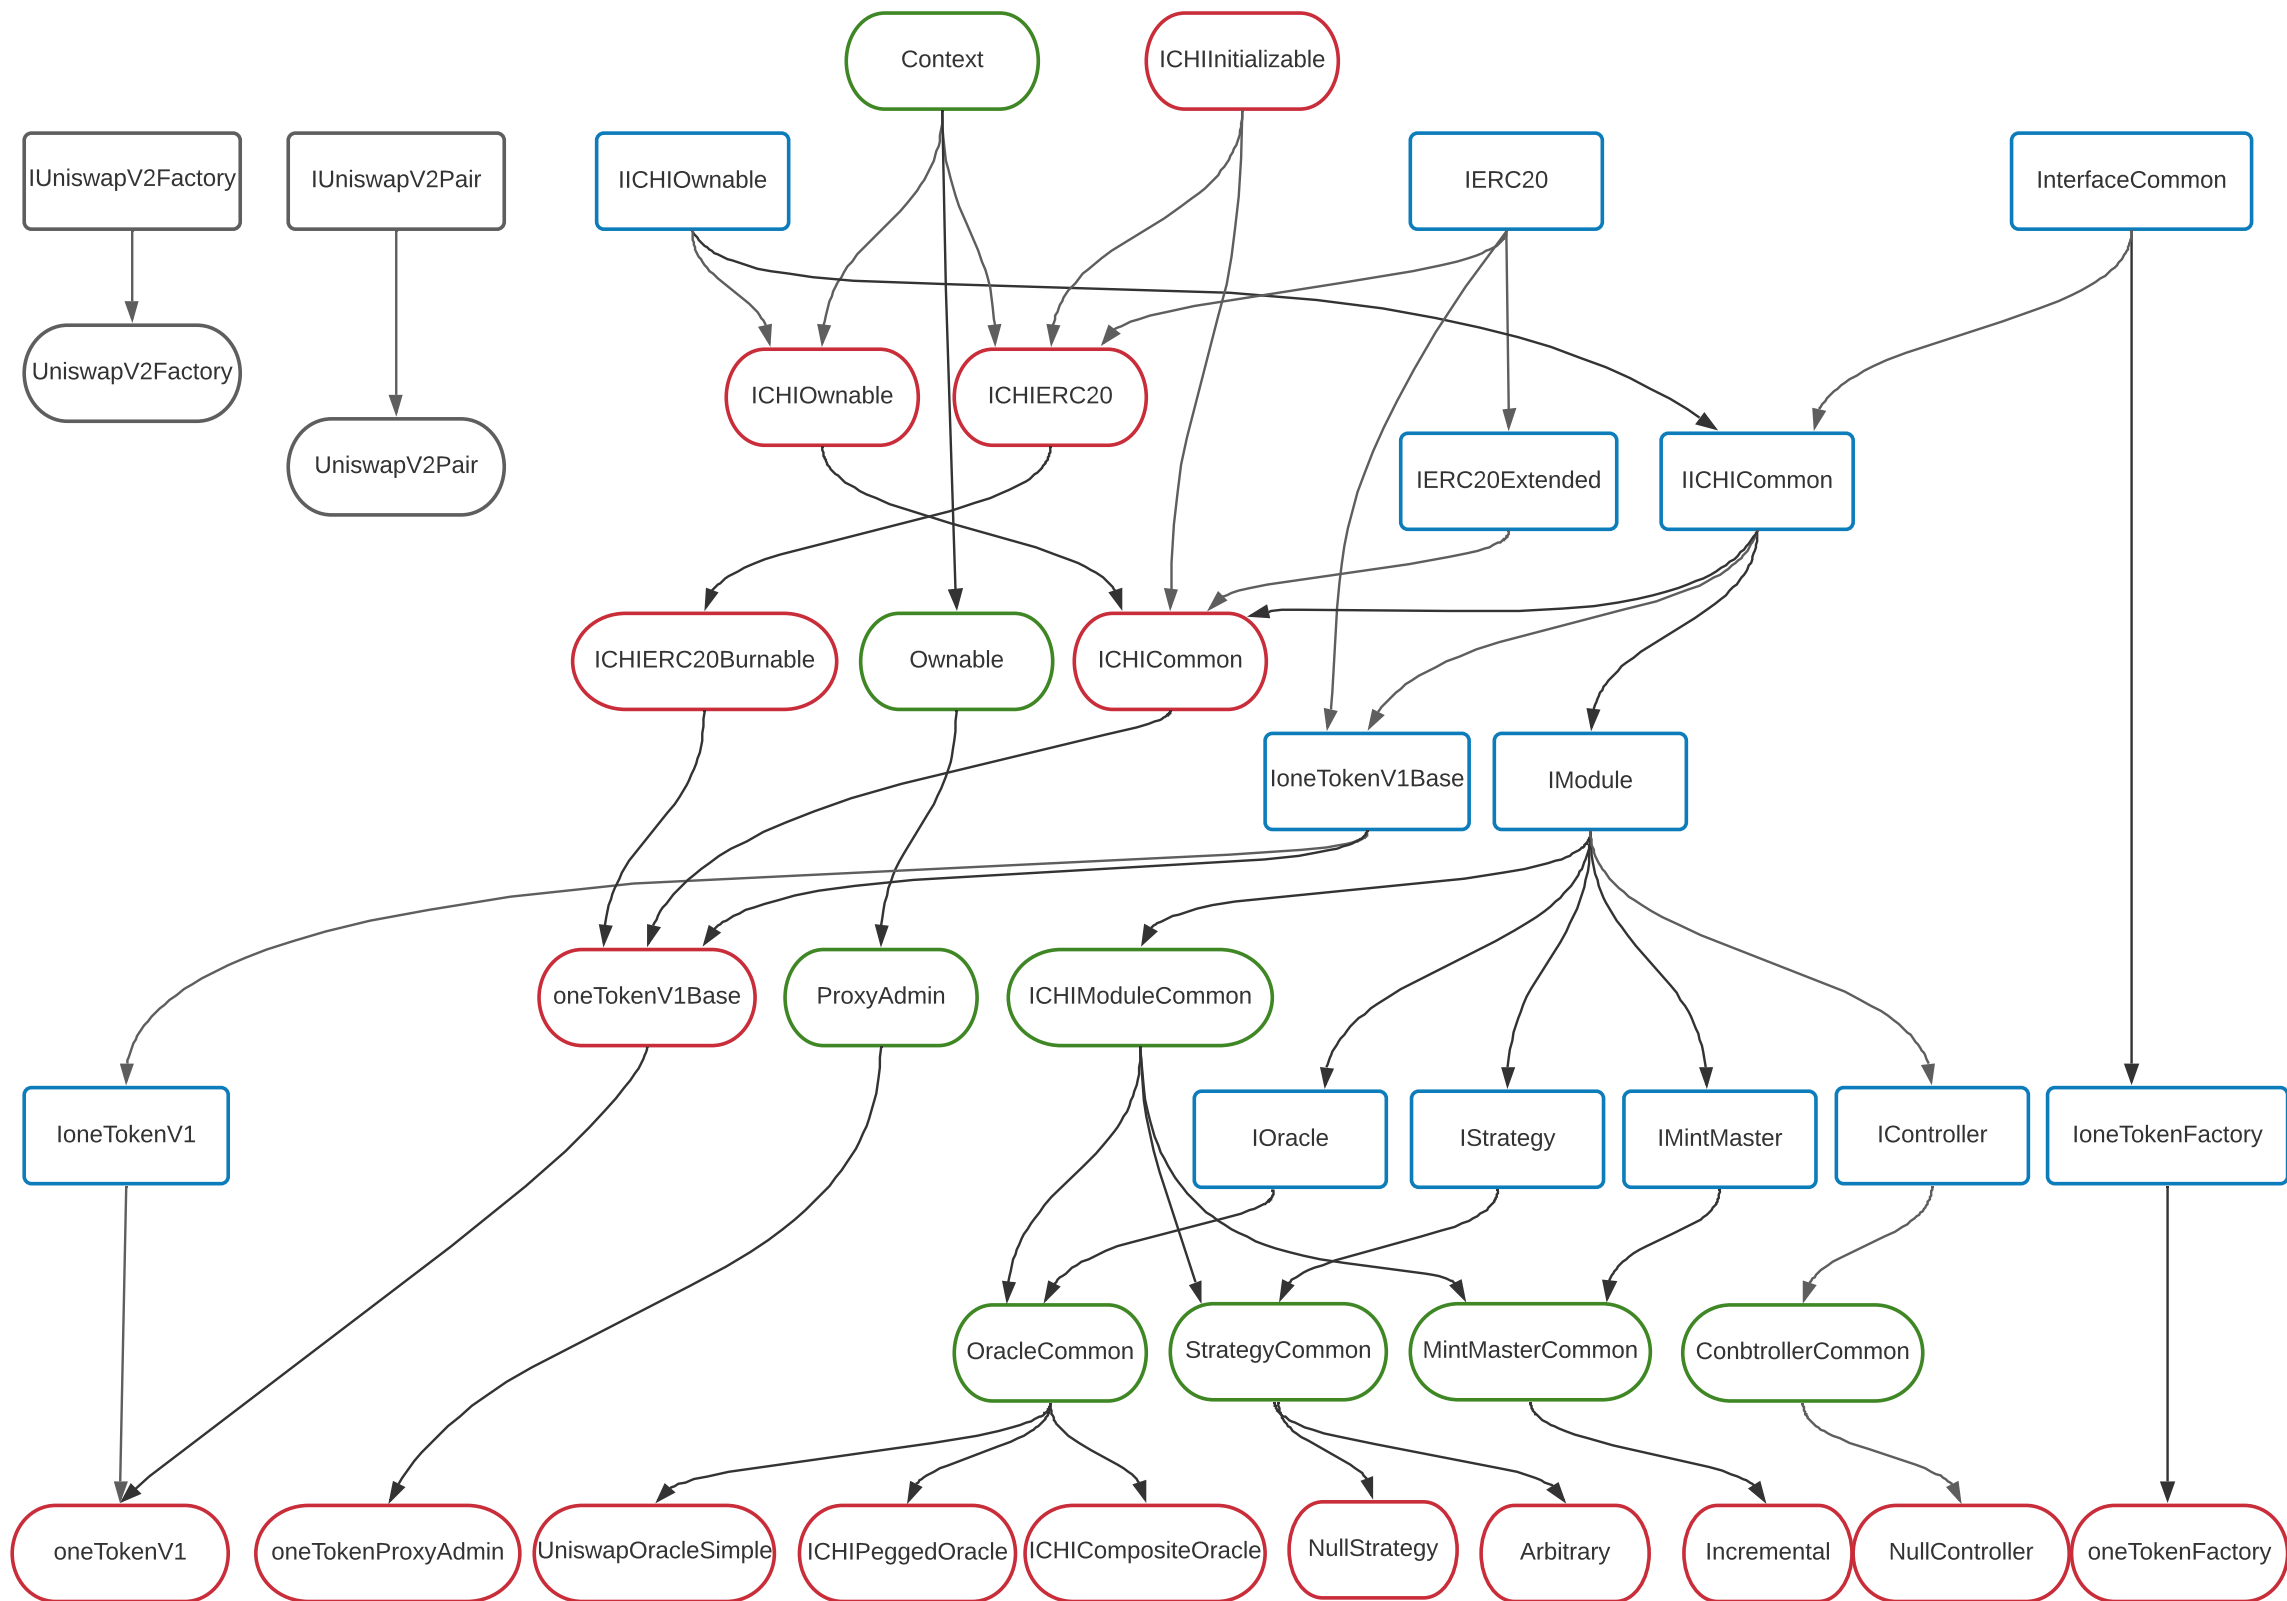 Context
ICHIInitializable
IUniswapV2Factory
IUniswapV2Pair
IICHIOwnable
IERC20
InterfaceCommon
UniswapV2Factory
ICHIOwnable
ICHIERC20
UniswapV2Pair
IERC20Extended
IICHICommon
ICHIERC20Burnable
Ownable
ICHICommon
IoneTokenV1Base
IModule
oneTokenV1Base
ProxyAdmin
ICHIModuleCommon
IoneTokenV1
IOracle
IStrategy
IMintMaster
IController
IoneTokenFactory
OracleCommon
StrategyCommon
MintMasterCommon
ConbtrollerCommon
oneTokenV1
oneTokenProxyAdmin
UniswapOracleSimple
ICHIPeggedOracle
ICHICompositeOracle
NullStrategy
Arbitrary
Incremental
NullController
oneTokenFactory